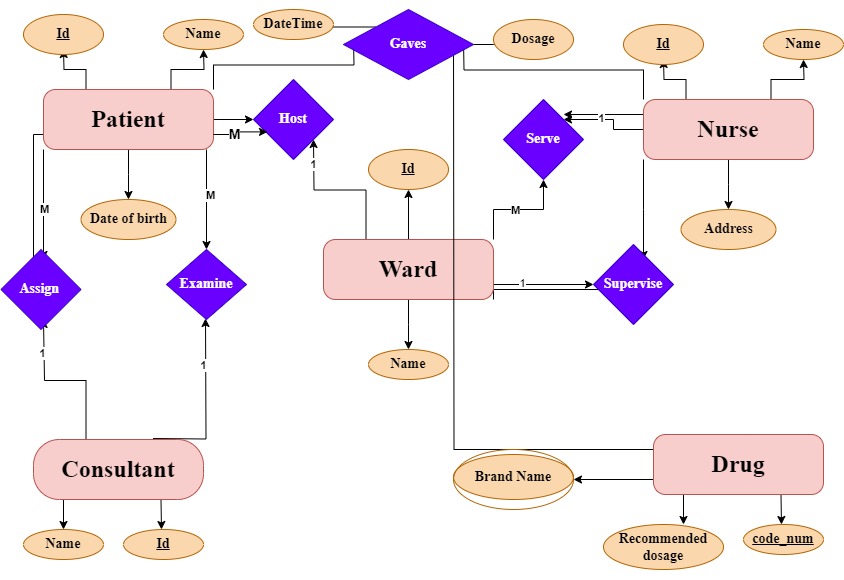 DateTime
Gaves
Dosage
Id
Name
Id
Name
Patient
Host
M
1
Nurse
Serve
1
Id
M
M
M
Date of birth
Address
Ward
Assign
Examine
1
Supervise
1
1
Name
Consultant
Drug
Brand Name
Name
Id
Recommended
dosage
code_num